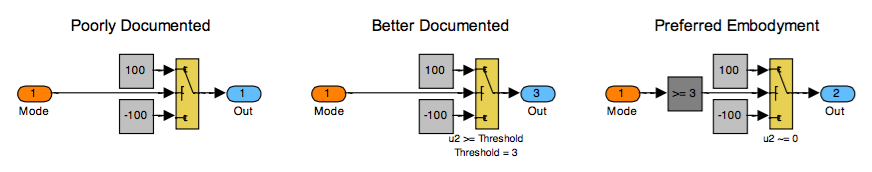 Poorly Documented
100
1
1
-100
Mode
Out
Better Documented
100
1
3
-100
Mode
Out
u2 >= Threshold
Threshold = 3
Preferred Embodyment
100
1
>= 3
2
-100
Mode
Out
u2 ~= 0